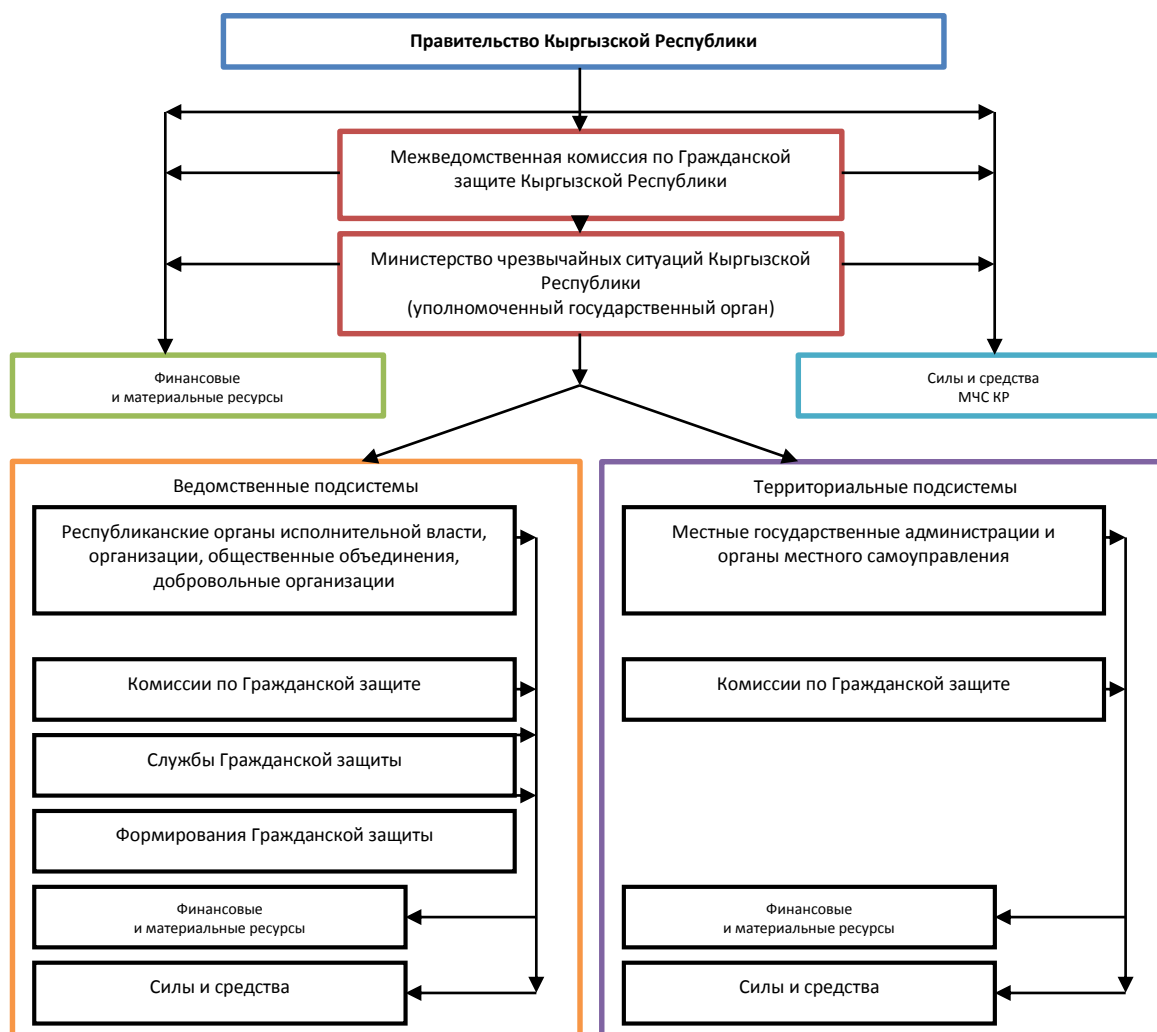 Правительство Кыргызской Республики
Межведомственная комиссия по Гражданской
защите Кыргызской Республики
Министерство чрезвычайных ситуаций Кыргызской
Республики
(уполномоченный государственный орган)
Финансовые
и материальные ресурсы
Силы и средства
МЧС КР
Ведомственные подсистемы
Республиканские органы исполнительной власти,
организации, общественные объединения,
добровольные организации
Комиссии по Гражданской защите
Службы Гражданской защиты
Формирования Гражданской защиты
Финансовые
и материальные ресурсы
Силы и средства
Территориальные подсистемы
Местные государственные администрации и
органы местного самоуправления
Комиссии по Гражданской защите
Финансовые
и материальные ресурсы
Силы и средства